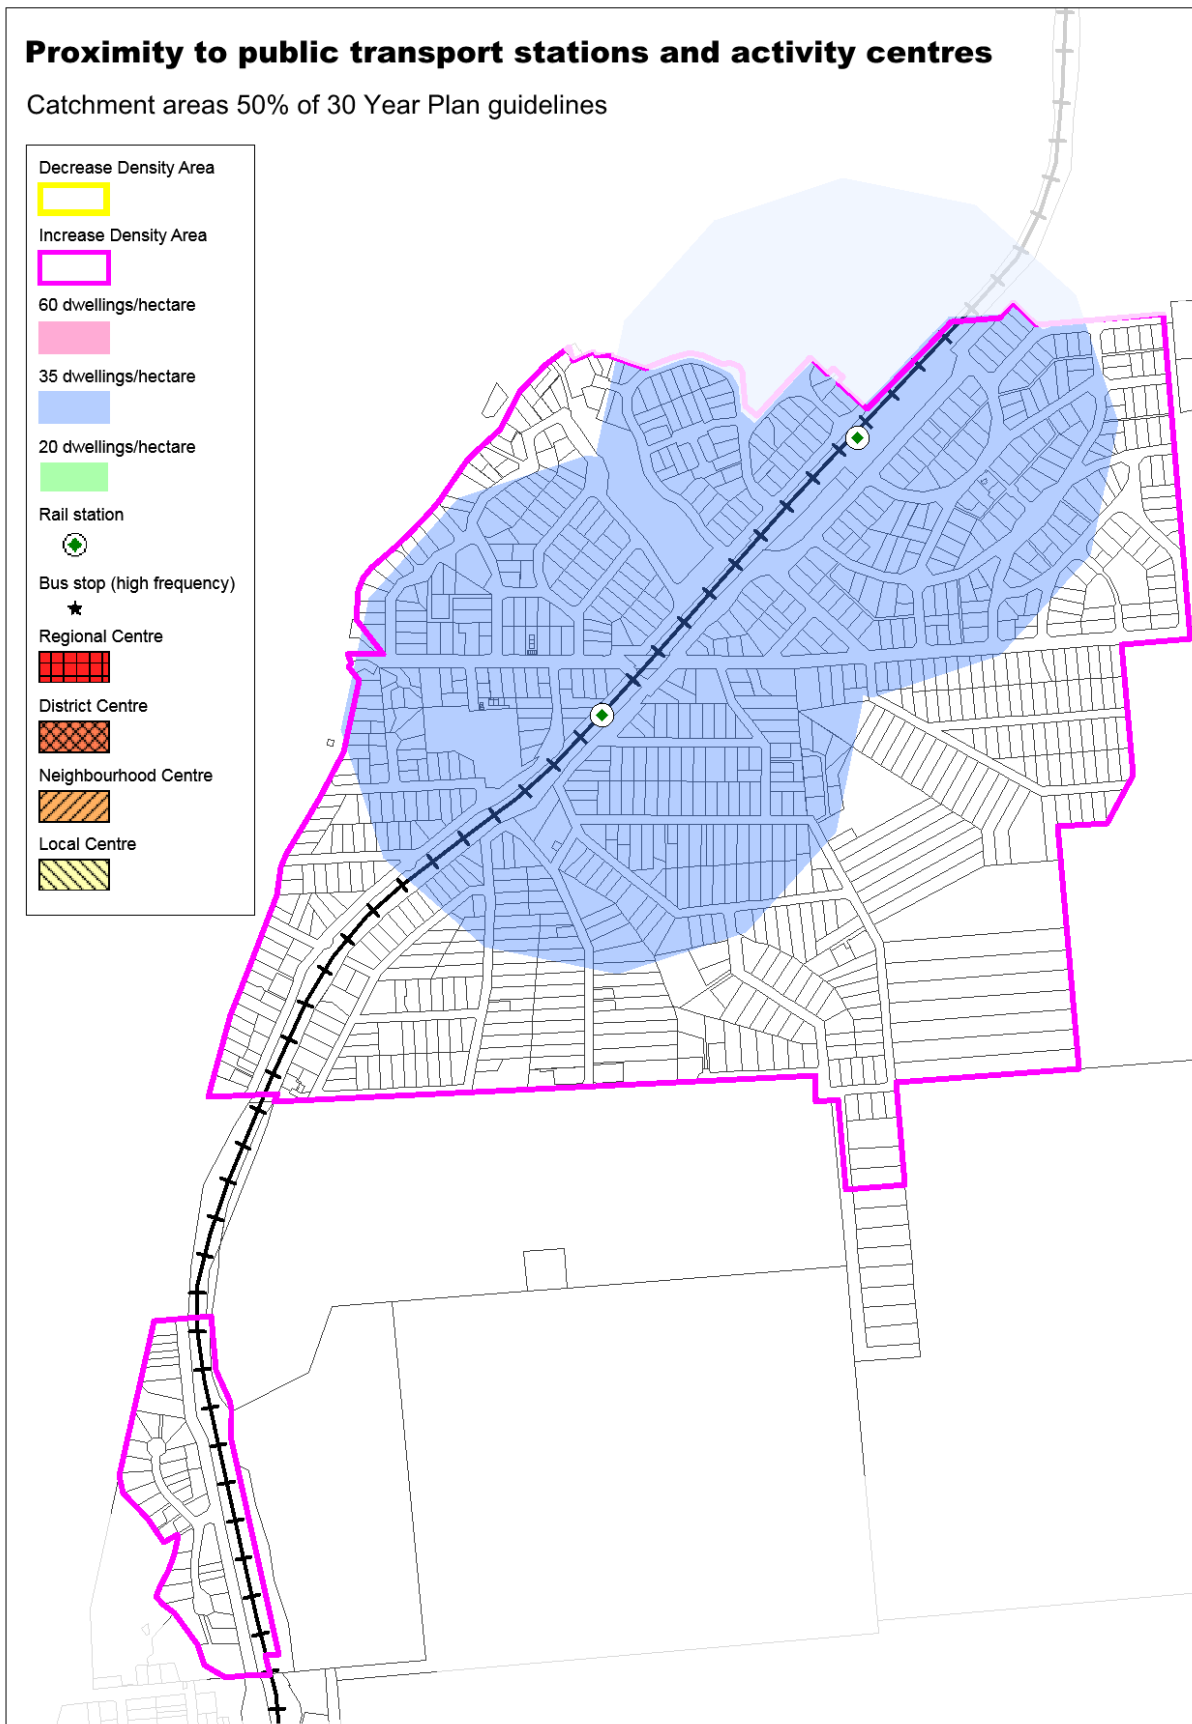 Proximity to public transport stations and activity centres
Catchment areas 50% of 30 Year Plan guidelines
Decrease Density Area
Increase Density Area
60 dwellings/hectare
35 dwellings/hectare
20 dwellings/hectare
Rail station
Bus stop (high frequency)
Regional Centre
District Centre
Neighbourhood Centre
Local Centre